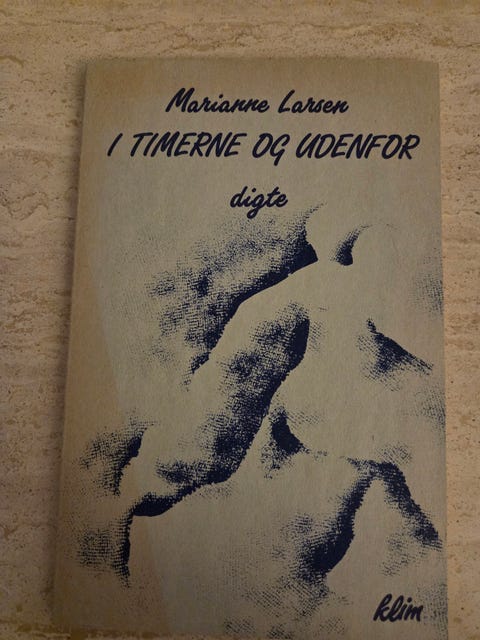 Marianne Larsen
I TIMERNE OG UDENFOR
digte
klim